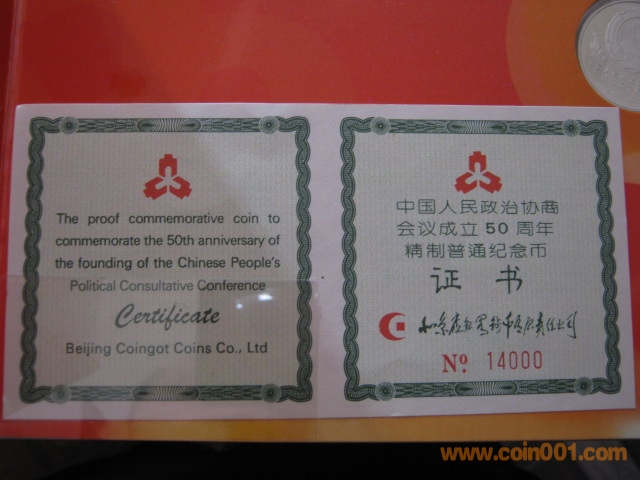 The proof commemorative coin to
commemorate the 50th anniversary of
the founding of the Chinese People's
Political Consultative Conference
Certificate
Beijing Coingot Coins Co., Ltd
中国人民政治协商
会议成立50周年
精制普通纪念币
证书
Nº 14000
www.coin001.com